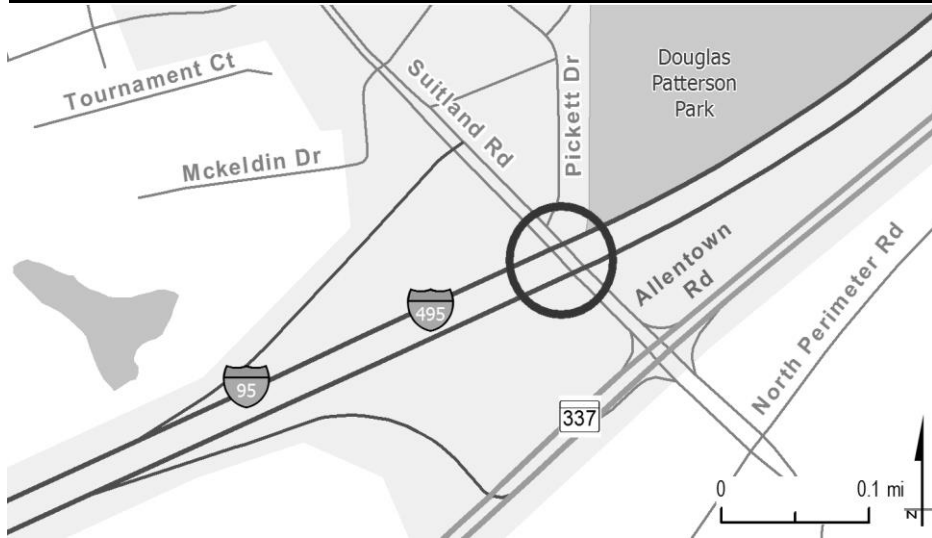 Tournament Ct
Mckeldin Dr
Suitland Rd
Pickett Dr
Douglas
Patterson
Park
Allentown
Rd
North Perimeter Rd
495
95
337
0
0.1 mi
N